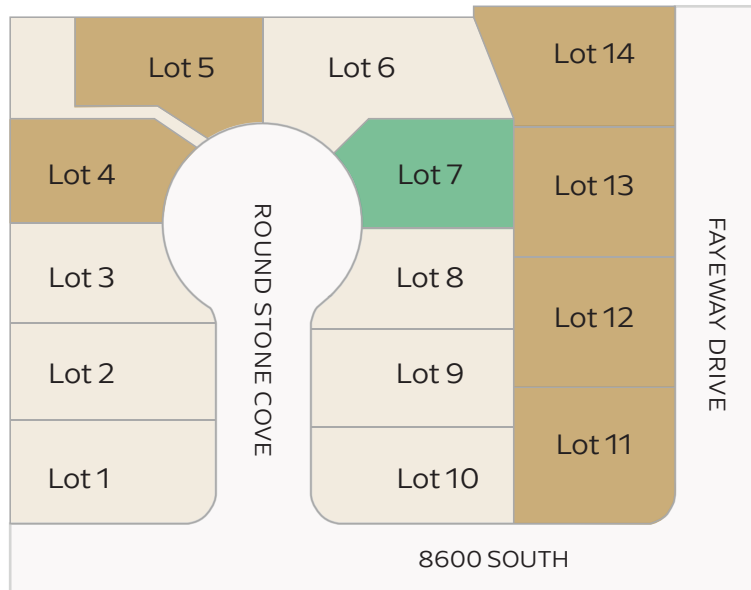 Lot 5
Lot 6
Lot 14
Lot 4
Lot 7
Lot 13
Lot 3
Lot 8
Lot 12
Lot 2
Lot 9
Lot 11
Lot 1
Lot 10
ROUND STONE COVE
FAYEWAY DRIVE
8600 SOUTH